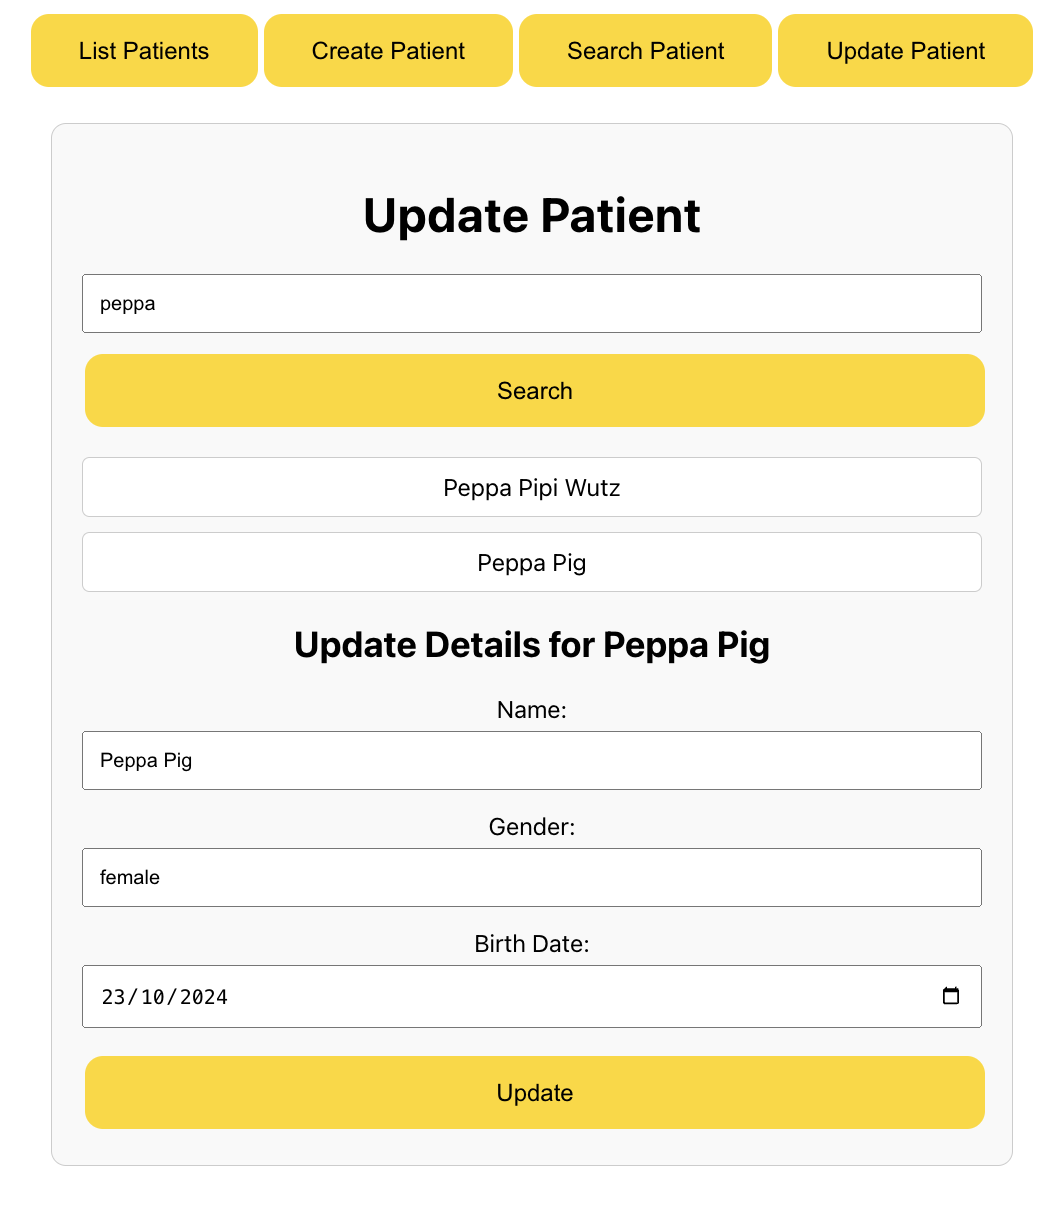 List Patients Create Patient Search Patient Update Patient
Update Patient
peppa
Search
Peppa Pipi Wutz
Peppa Pig
Update Details for Peppa Pig
Name:
Peppa Pig
Gender:
female
Birth Date:
23/10/2024
Update